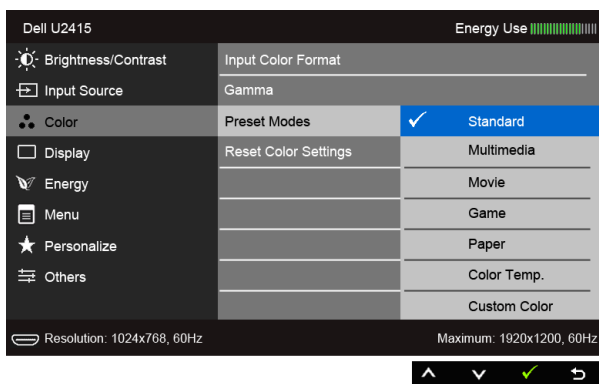 Dell U2415
Energy Use
Brightness/Contrast
Input Source
Color
Display
Energy
Menu
Personalize
Others
Input Color Format
Gamma
Preset Modes
Reset Color Settings
Standard
Multimedia
Movie
Game
Paper
Color Temp.
Custom Color
Resolution: 1024x768, 60Hz
Maximum: 1920x1200, 60Hz